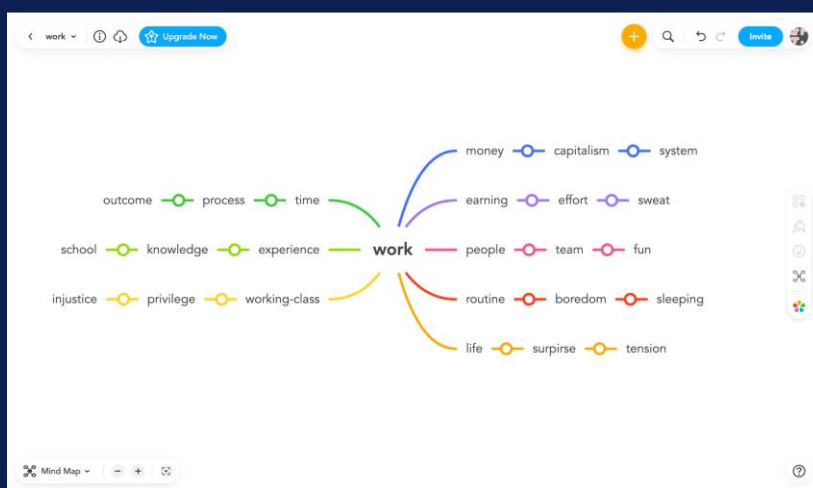 work
Upgrade Now
Invite
money capitalism system
outcome process time
earning effort sweat
school knowledge experience
work
people team fun
injustice privilege working-class
routine boredom sleeping
life surpirse tension
Mind Map